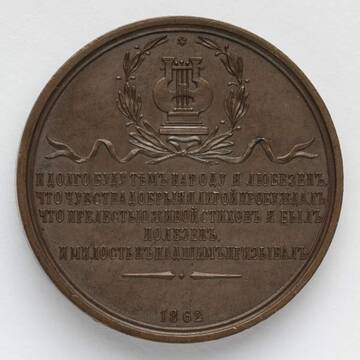 И ДОЛГО БУДУ ТѢМЪ НАРОДУ Я ЛЮБЕЗЕНЪ,
ЧТО ЧУВСТВА ДОБРЫЯ Я ЛИРОЙ ПРОБУЖДАЛЪ
ЧТО ПРЕЛЕСТЬЮ ЖИВОЙ СТИХОВЪ Я БЫЛЪ
ПОЛЕЗЕНЪ,
И МИЛОСТЬ КЪ ПАДШИМЪ ПРИЗЫВАЛЪ.
1862